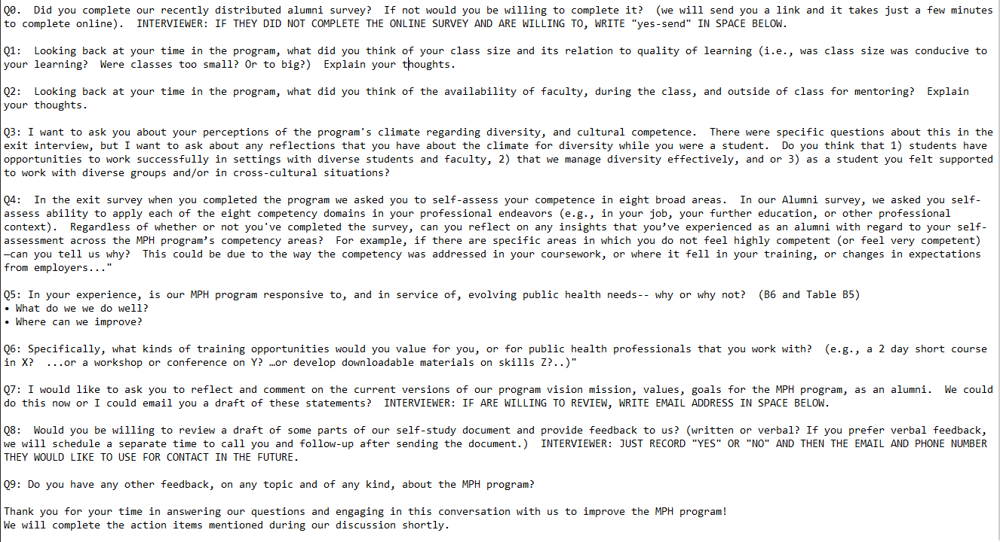 Q0.  Did you complete our recently distributed alumni survey?  If not would you be willing to complete it?  (we will send you a link and it takes just a few minutes
to complete online).  INTERVIEWER: IF THEY DID NOT COMPLETE THE ONLINE SURVEY AND ARE WILLING TO, WRITE "yes-send" IN SPACE BELOW.
Q1:  Looking back at your time in the program, what did you think of your class size and its relation to quality of learning (i.e., was class size was conducive to
your learning?  Were classes too small? Or to big?)  Explain your thoughts.
Q2:  Looking back at your time in the program, what did you think of the availability of faculty, during the class, and outside of class for mentoring?  Explain
your thoughts.
Q3: I want to ask you about your perceptions of the program's climate regarding diversity, and cultural competence.  There were specific questions about this in the
exit interview, but I want to ask about any reflections that you have about the climate for diversity while you were a student.  Do you think that 1) students have
opportunities to work successfully in settings with diverse students and faculty, 2) that we manage diversity effectively, and or 3) as a student you felt supported
to work with diverse groups and/or in cross-cultural situations?
Q4:  In the exit survey when you completed the program we asked you to self-assess your competence in eight broad areas.  In our Alumni survey, we asked you self-
assess ability to apply each of the eight competency domains in your professional endeavors (e.g., in your job, your further education, or other professional
context).  Regardless of whether or not you've completed the survey, can you reflect on any insights that you’ve experienced as an alumni with regard to your self-
assessment across the MPH program’s competency areas?  For example, if there are specific areas in which you do not feel highly competent (or feel very competent)
—can you tell us why?  This could be due to the way the competency was addressed in your coursework, or where it fell in your training, or changes in expectations
from employers..."
Q5: In your experience, is our MPH program responsive to, and in service of, evolving public health needs-- why or why not?  (B6 and Table B5)
• What do we we do well?
• Where can we improve?
Q6: Specifically, what kinds of training opportunities would you value for you, or for public health professionals that you work with?  (e.g., a 2 day short course
in X?  ...or a workshop or conference on Y? …or develop downloadable materials on skills Z?..)"
Q7: I would like to ask you to reflect and comment on the current versions of our program vision mission, values, goals for the MPH program, as an alumni.  We could
do this now or I could email you a draft of these statements?  INTERVIEWER: IF ARE WILLING TO REVIEW, WRITE EMAIL ADDRESS IN SPACE BELOW.
Q8:  Would you be willing to review a draft of some parts of our self-study document and provide feedback to us? (written or verbal? If you prefer verbal feedback,
we will schedule a separate time to call you and follow-up after sending the document.)  INTERVIEWER: JUST RECORD "YES" OR "NO" AND THEN THE EMAIL AND PHONE NUMBER
THEY WOULD LIKE TO USE FOR CONTACT IN THE FUTURE.
Q9: Do you have any other feedback, on any topic and of any kind, about the MPH program?
Thank you for your time in answering our questions and engaging in this conversation with us to improve the MPH program!
We will complete the action items mentioned during our discussion shortly.